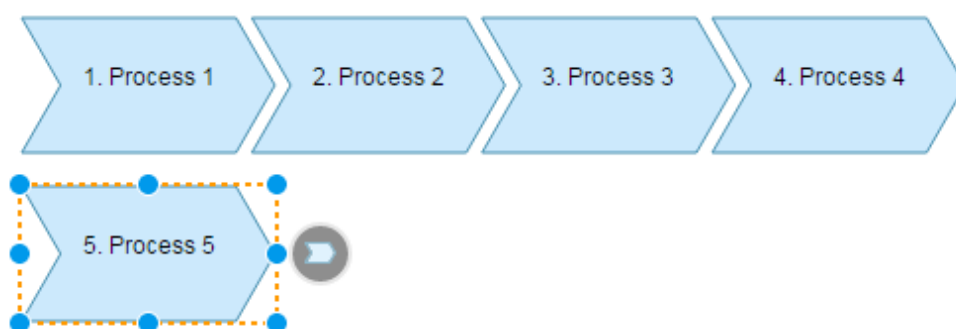 1. Process 1
2. Process 2
3. Process 3
4. Process 4
5. Process 5